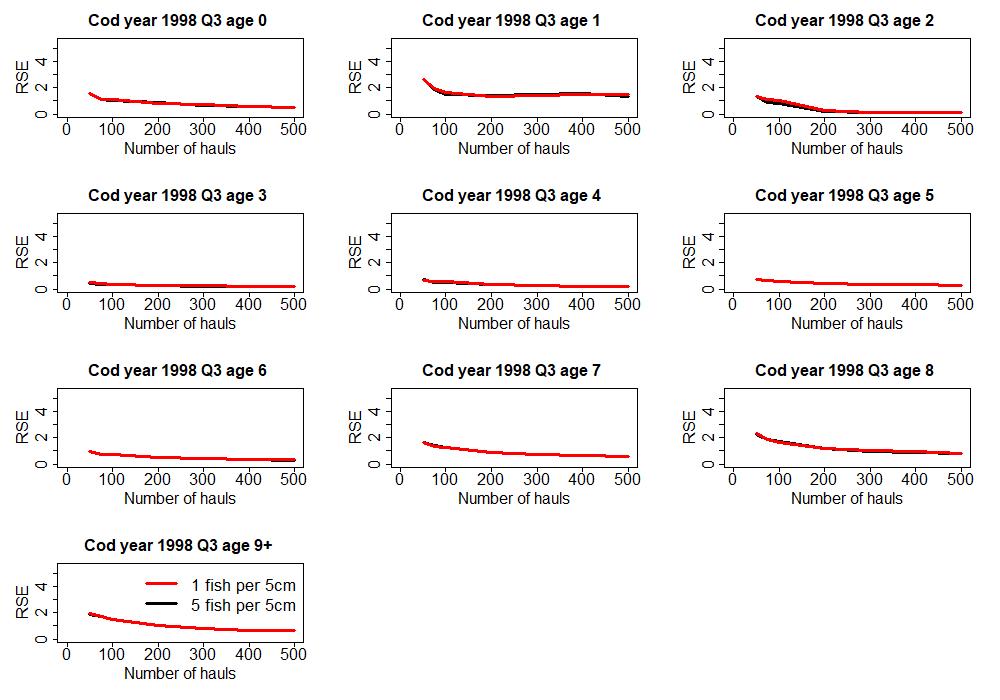 Cod year 1998 Q3 age 0
RSE
0 2 4
0 100 200 300 400 500
Number of hauls
Cod year 1998 Q3 age 1
RSE
0 2 4
0 100 200 300 400 500
Number of hauls
Cod year 1998 Q3 age 2
RSE
0 2 4
0 100 200 300 400 500
Number of hauls
Cod year 1998 Q3 age 3
RSE
0 2 4
0 100 200 300 400 500
Number of hauls
Cod year 1998 Q3 age 4
RSE
0 2 4
0 100 200 300 400 500
Number of hauls
Cod year 1998 Q3 age 5
RSE
0 2 4
0 100 200 300 400 500
Number of hauls
Cod year 1998 Q3 age 6
RSE
0 2 4
0 100 200 300 400 500
Number of hauls
Cod year 1998 Q3 age 7
RSE
0 2 4
0 100 200 300 400 500
Number of hauls
Cod year 1998 Q3 age 8
RSE
0 2 4
0 100 200 300 400 500
Number of hauls
Cod year 1998 Q3 age 9+
RSE
0 2 4
1 fish per 5cm
5 fish per 5cm
0 100 200 300 400 500
Number of hauls